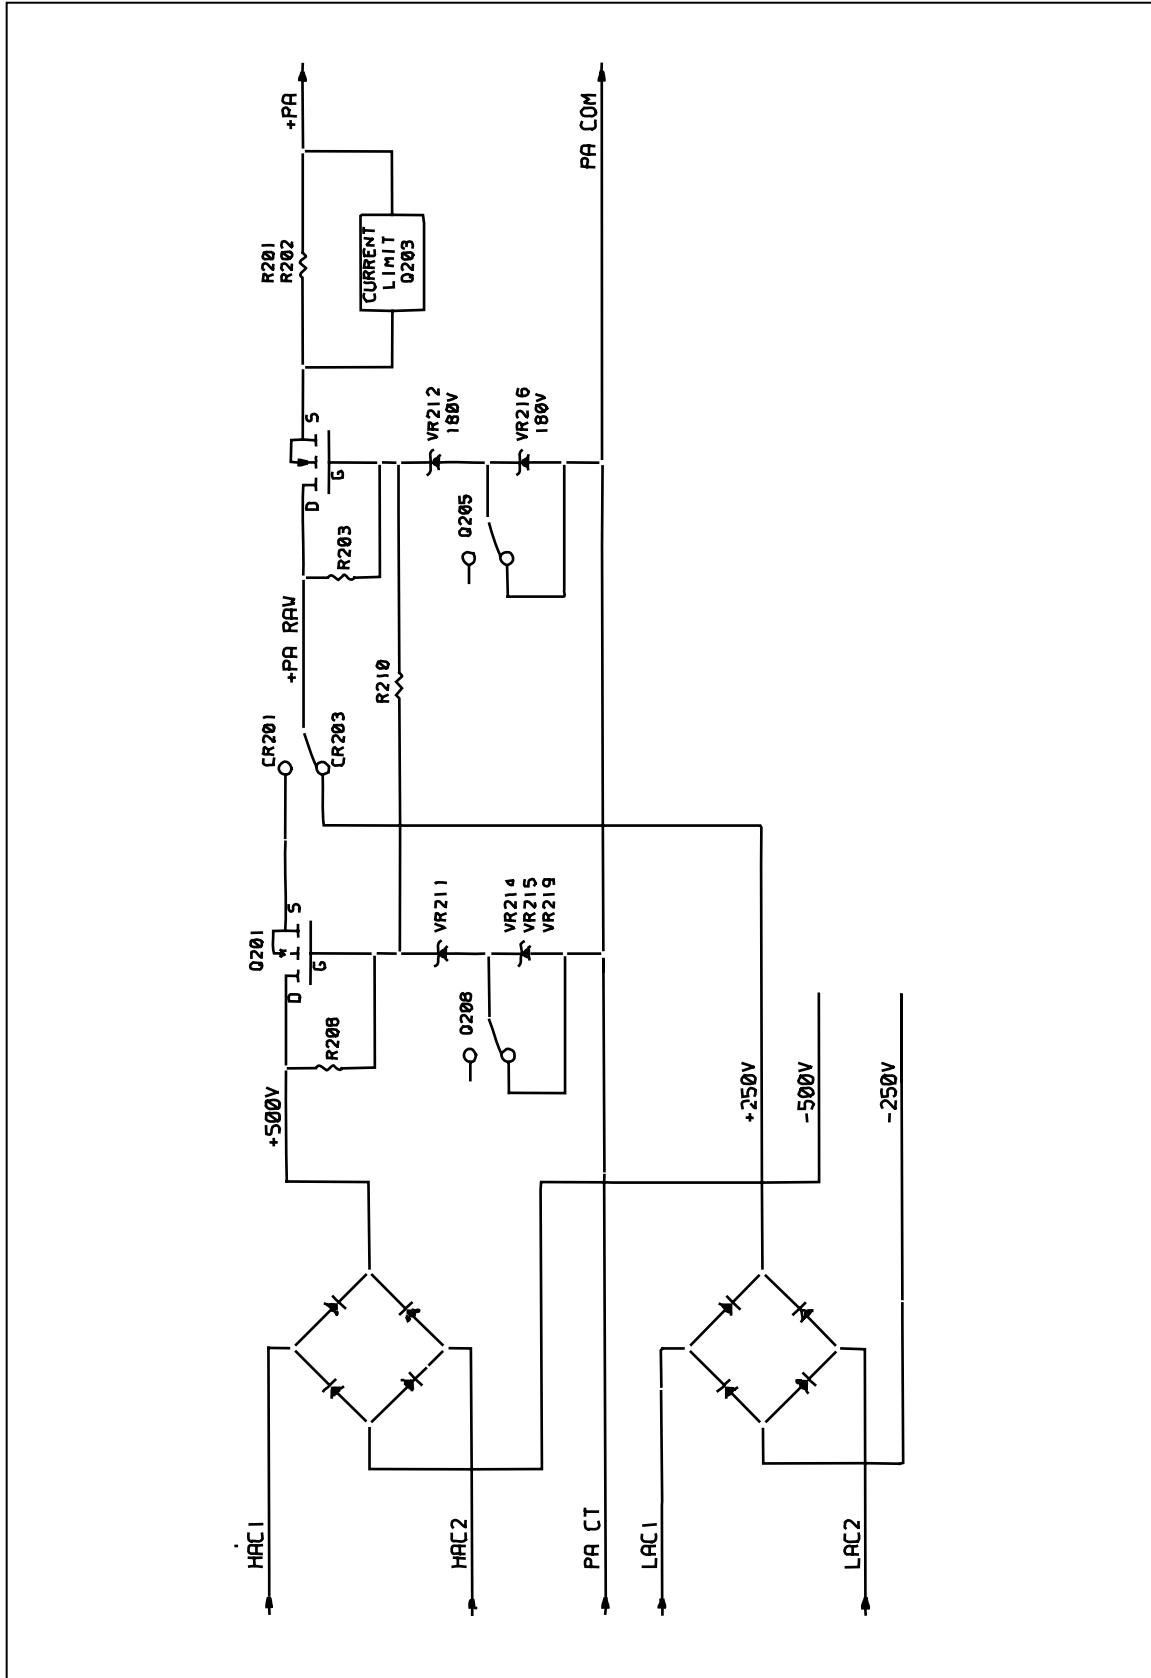 HAC1
HAC2
PA CT
LAC1
LAC2
+500V
+250V
-500V
-250V
R208
Q201
D
G
S
Q208
VR211
VR214
VR215
VR219
CR201
CR203
+PA RAW
R210
R203
D
G
S
Q205
VR212
180V
VR216
180V
R201
R202
CURRENT
LIMIT
Q203
+PA
PA COM